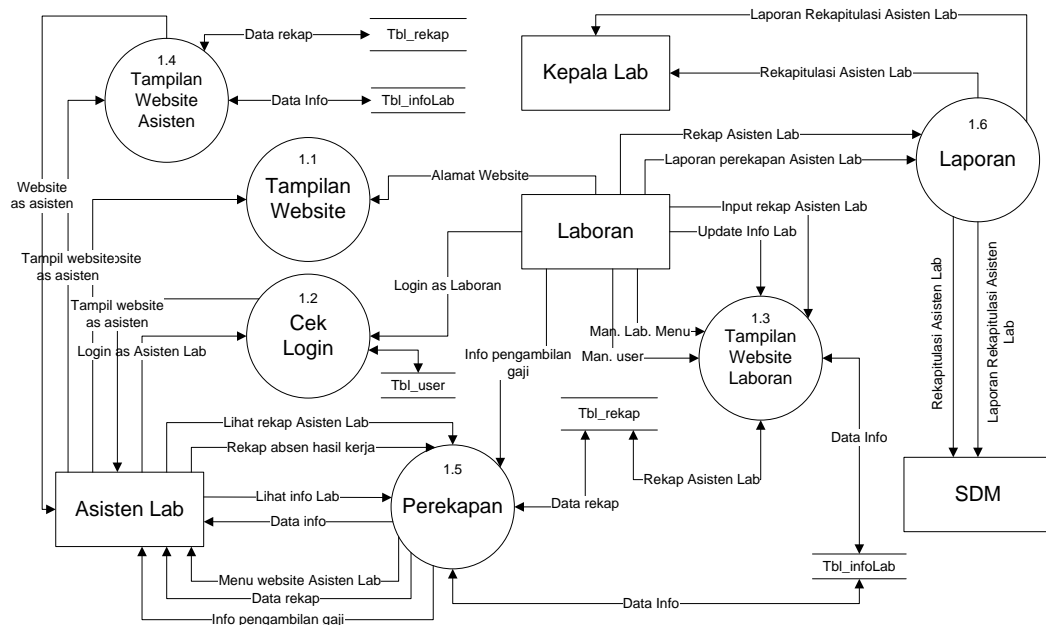 Laporan Rekapitulasi Asisten Lab
Data rekap
Tbl_rekap
1.4
Tampilan
Website
Asisten
Kepala Lab
Rekapitulasi Asisten Lab
Data Info
Tbl_infoLab
1.6
Laporan
Rekap Asisten Lab
1.1
Tampilan
Website
Laporan perekapan Asisten Lab
Alamat Website
Website
as asisten
Laboran
Input rekap Asisten Lab
Update Info Lab
Tampil website
as asisten
Login as Laboran
1.2
Cek
Login
Tampil website
as asisten
Login as Asisten Lab
Man. Lab. Menu
Man. user
1.3
Tampilan
Website
Laboran
Rekapitulasi Asisten Lab
Laporan Rekapitulasi Asisten
Lab
Info pengambilan
gaji
Tbl_user
Tbl_rekap
Lihat rekap Asisten Lab
Rekap absen hasil kerja
Data Info
1.5
Perekapan
Rekap Asisten Lab
Asisten Lab
Lihat info Lab
Data rekap
SDM
Data info
Tbl_infoLab
Menu website Asisten Lab
Data rekap
Data Info
Info pengambilan gaji